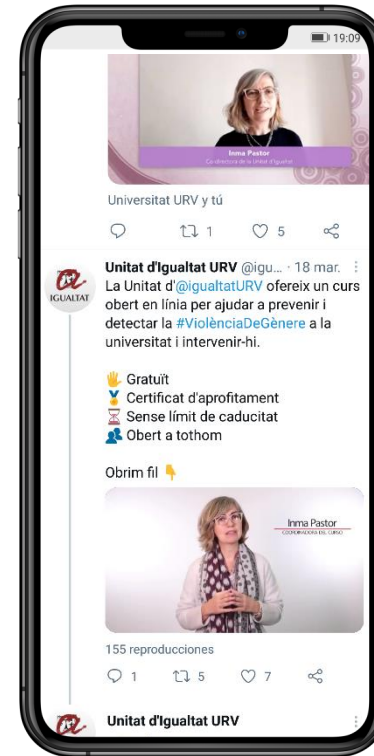 19:09
Inma Pastor
Co-directora de la Unitat d'Igualtat
Universitat URV y tú
1
5
IGUALTAT
Unitat d'Igualtat URV @igu... · 18 mar.
La Unitat d'@igualtatURV ofereix un curs
obert en línia per ajudar a prevenir i
detectar la #ViolènciaDeGènere a la
universitat i intervenir-hi.
🖐 Gratuït
🏅 Certificat d'aprofitament
⏳ Sense límit de caducitat
👥 Obert a tothom
Obrim fil 👇
Inma Pastor
COORDINADORA DEL CURSO
155 reproducciones
1
5
7
Unitat d'Igualtat URV